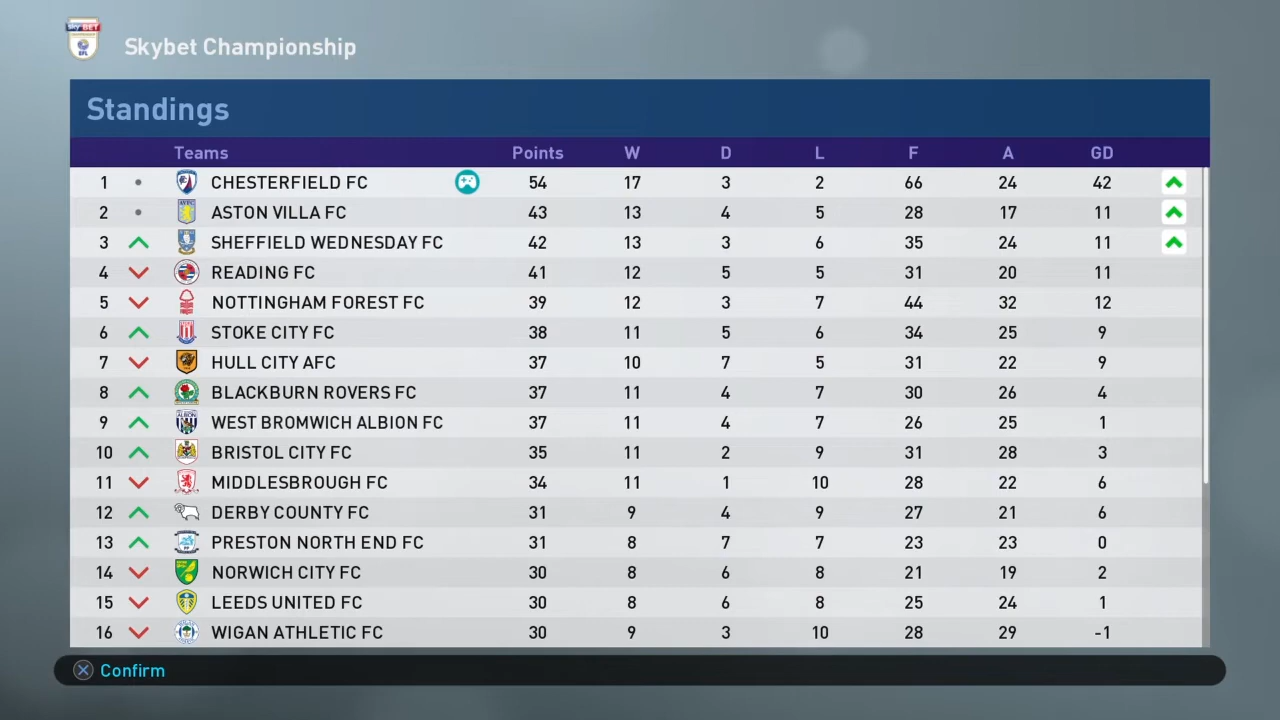 SKY BET
EFL
Skybet Championship
Standings
Teams Points W D L F A GD
1 CHESTERFIELD FC 54 17 3 2 66 24 42
2 ASTON VILLA FC 43 13 4 5 28 17 11
3 SHEFFIELD WEDNESDAY FC 42 13 3 6 35 24 11
4 READING FC 41 12 5 5 31 20 11
5 NOTTINGHAM FOREST FC 39 12 3 7 44 32 12
6 STOKE CITY FC 38 11 5 6 34 25 9
7 HULL CITY AFC 37 10 7 5 31 22 9
8 BLACKBURN ROVERS FC 37 11 4 7 30 26 4
9 WEST BROMWICH ALBION FC 37 11 4 7 26 25 1
10 BRISTOL CITY FC 35 11 2 9 31 28 3
11 MIDDLESBROUGH FC 34 11 1 10 28 22 6
12 DERBY COUNTY FC 31 9 4 9 27 21 6
13 PRESTON NORTH END FC 31 8 7 7 23 23 0
14 NORWICH CITY FC 30 8 6 8 21 19 2
15 LEEDS UNITED FC 30 8 6 8 25 24 1
16 WIGAN ATHLETIC FC 30 9 3 10 28 29 -1
Confirm